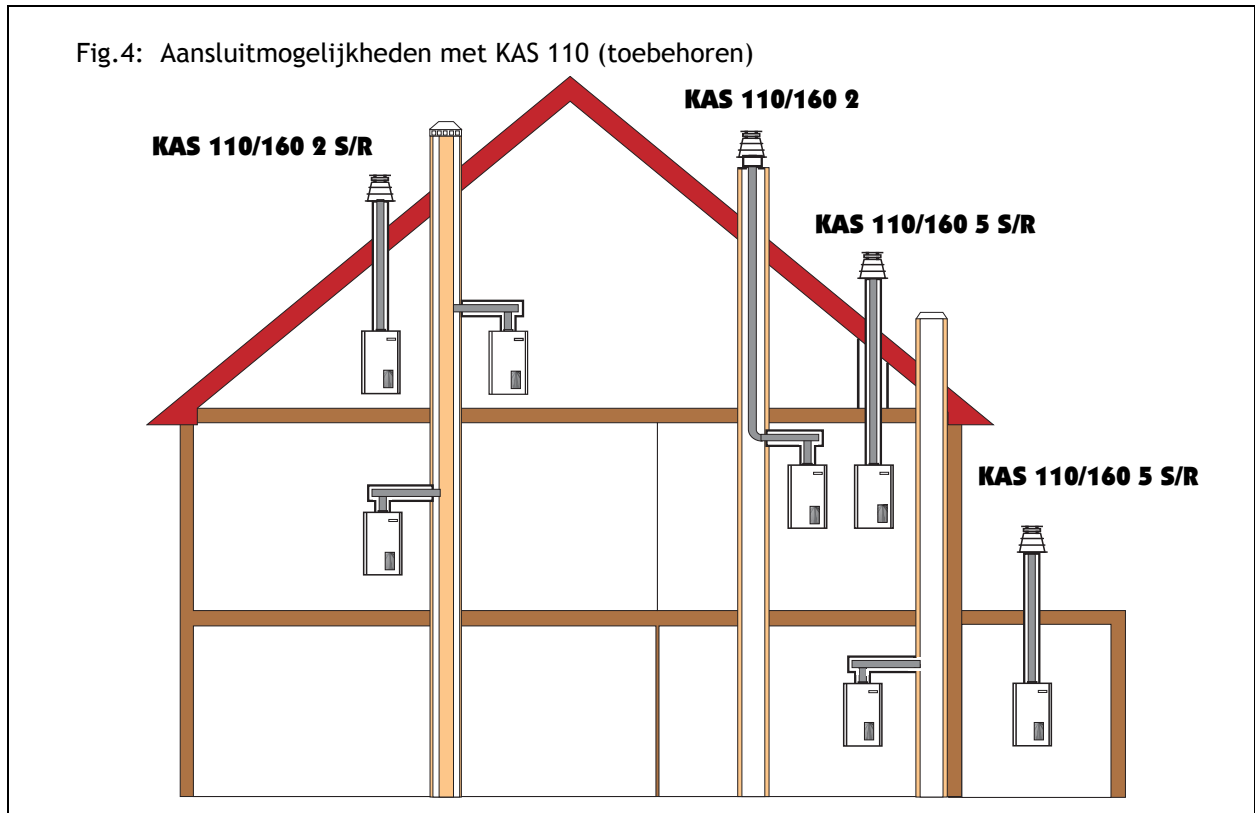 Fig.4: Aansluitmogelijkheden met KAS 110 (toebehoren)
KAS 110/160 2
KAS 110/160 2 S/R
KAS 110/160 5 S/R
KAS 110/160 5 S/R